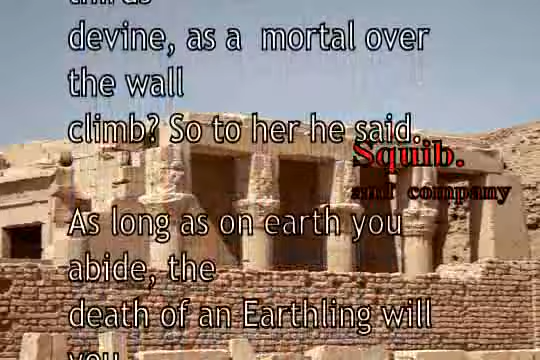 devine, as a mortal over
the wall
climb? So to her he said.
Squib.
and company
As long as on earth you
abide, the
death of an Earthling will
you